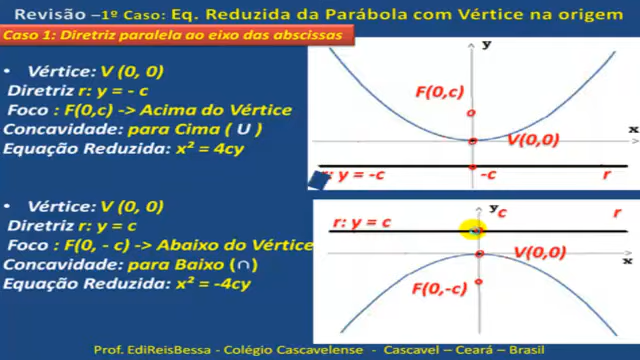 Revisão –1º Caso: Eq. Reduzida da Parábola com Vértice na origem
Caso 1: Diretriz paralela ao eixo das abscissas
• Vértice: V (0, 0)
Diretriz r: y = - c
Foco : F(0,c) -> Acima do Vértice
Concavidade: para Cima ( U )
Equação Reduzida: x² = 4cy
y
F(0,c)
x
V(0,0)
r: y = -c
-c
r
• Vértice: V (0, 0)
Diretriz r: y = c
Foco : F(0, - c) -> Abaixo do Vértice
Concavidade: para Baixo (∩)
Equação Reduzida: x² = -4cy
y
c
r
r: y = c
V(0,0)
x
F(0,-c)
Prof. EdiReisBessa - Colégio Cascavelense - Cascavel – Ceará – Brasil